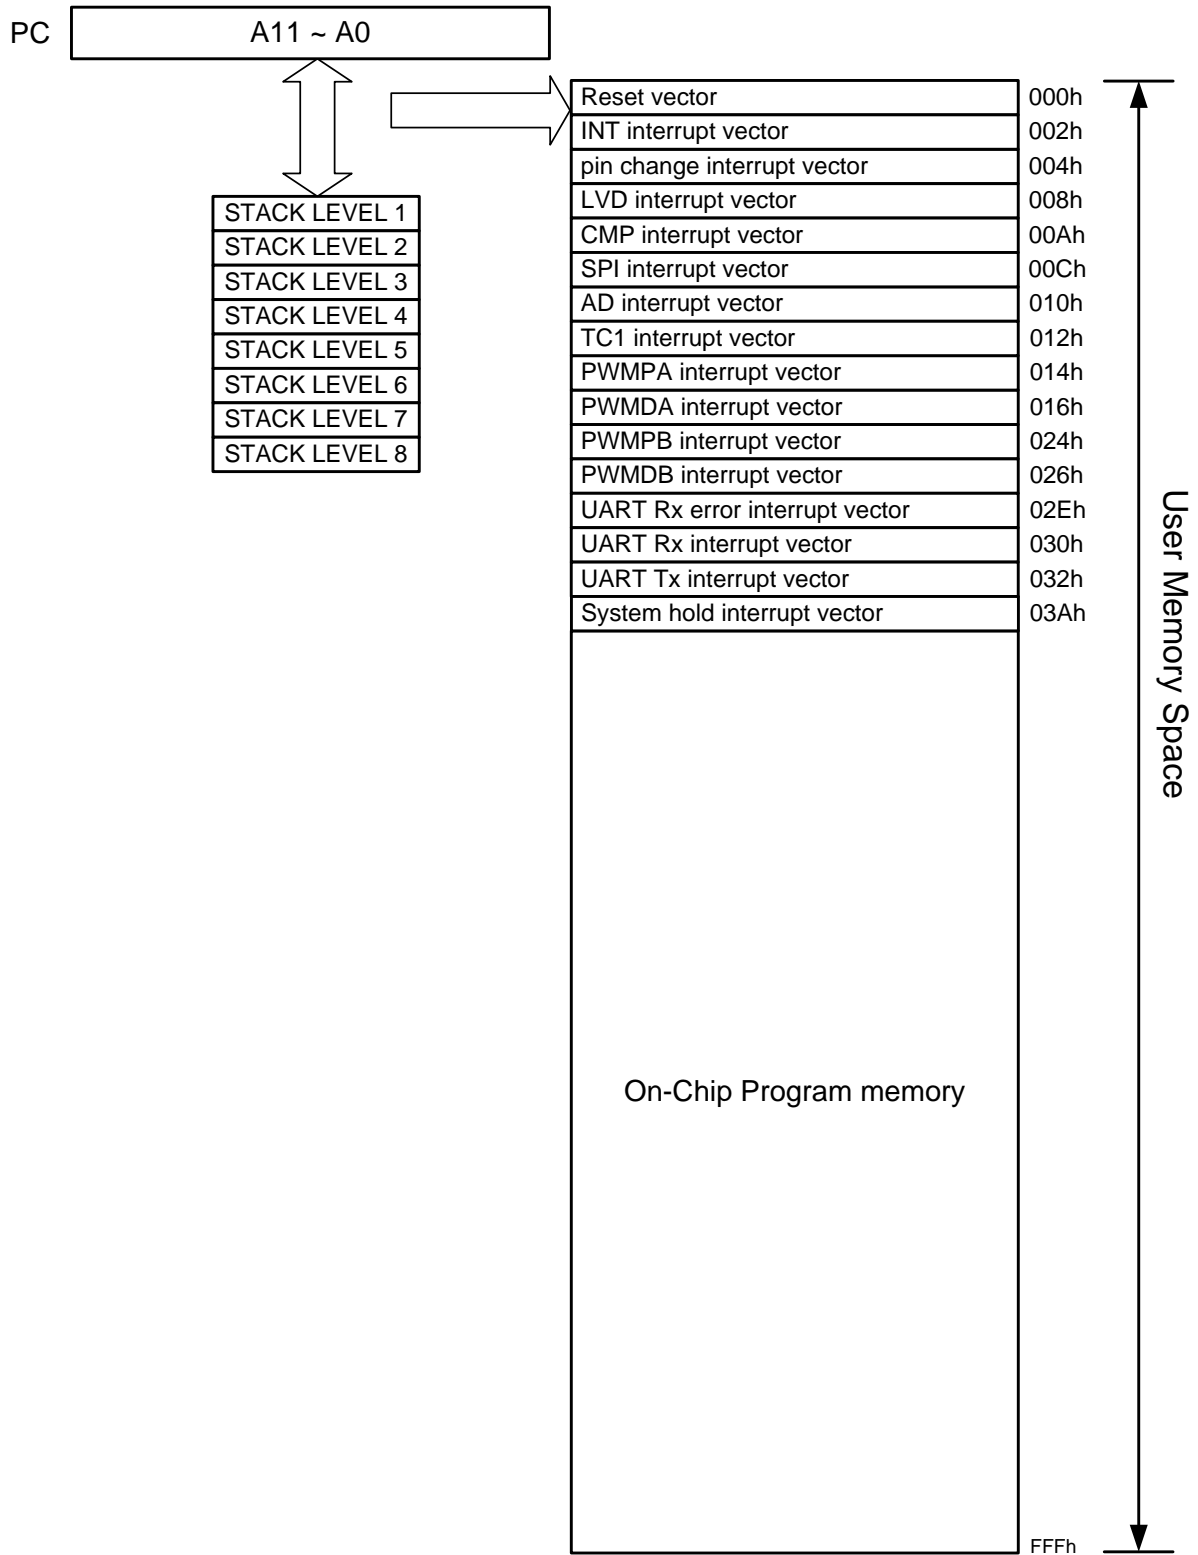 PC
A11 ~ A0
STACK LEVEL 1
STACK LEVEL 2
STACK LEVEL 3
STACK LEVEL 4
STACK LEVEL 5
STACK LEVEL 6
STACK LEVEL 7
STACK LEVEL 8
Reset vector 000h
INT interrupt vector 002h
pin change interrupt vector 004h
LVD interrupt vector 008h
CMP interrupt vector 00Ah
SPI interrupt vector 00Ch
AD interrupt vector 010h
TC1 interrupt vector 012h
PWMPA interrupt vector 014h
PWMDA interrupt vector 016h
PWMPB interrupt vector 024h
PWMDB interrupt vector 026h
UART Rx error interrupt vector 02Eh
UART Rx interrupt vector 030h
UART Tx interrupt vector 032h
System hold interrupt vector 03Ah
On-Chip Program memory
FFFh
User Memory Space